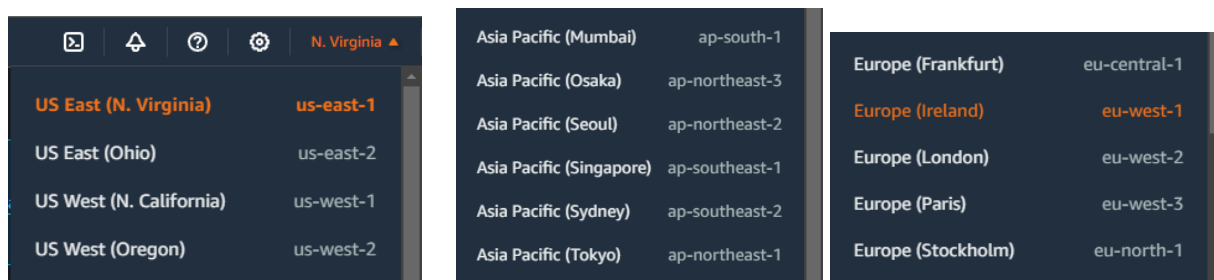 N. Virginia ▲
US East (N. Virginia) us-east-1
US East (Ohio) us-east-2
US West (N. California) us-west-1
US West (Oregon) us-west-2
Asia Pacific (Mumbai) ap-south-1
Asia Pacific (Osaka) ap-northeast-3
Asia Pacific (Seoul) ap-northeast-2
Asia Pacific (Singapore) ap-southeast-1
Asia Pacific (Sydney) ap-southeast-2
Asia Pacific (Tokyo) ap-northeast-1
Europe (Frankfurt) eu-central-1
Europe (Ireland) eu-west-1
Europe (London) eu-west-2
Europe (Paris) eu-west-3
Europe (Stockholm) eu-north-1